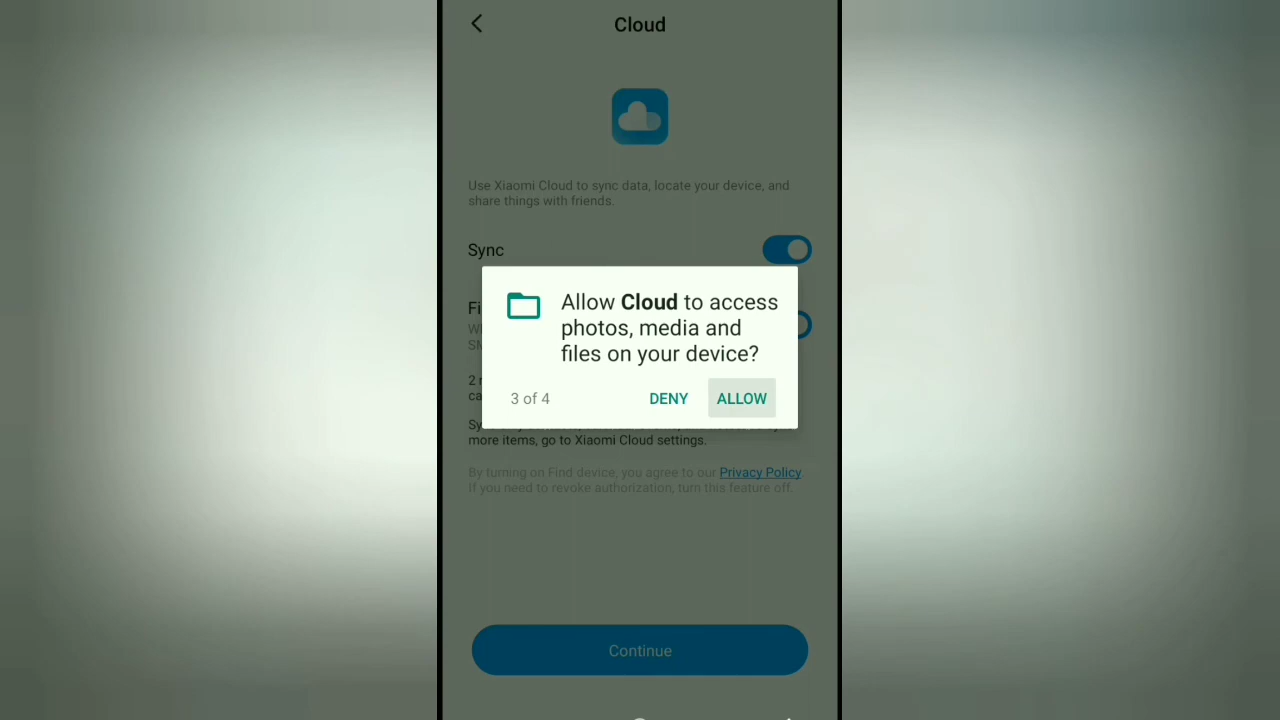 Cloud
Use Xiaomi Cloud to sync data, locate your device, and
share things with friends.
Sync
Allow Cloud to access
photos, media and
files on your device?
3 of 4
DENY
ALLOW
more items, go to Xiaomi Cloud settings.
By turning on Find device, you agree to our Privacy Policy.
If you need to revoke authorization, turn this feature off.
Continue